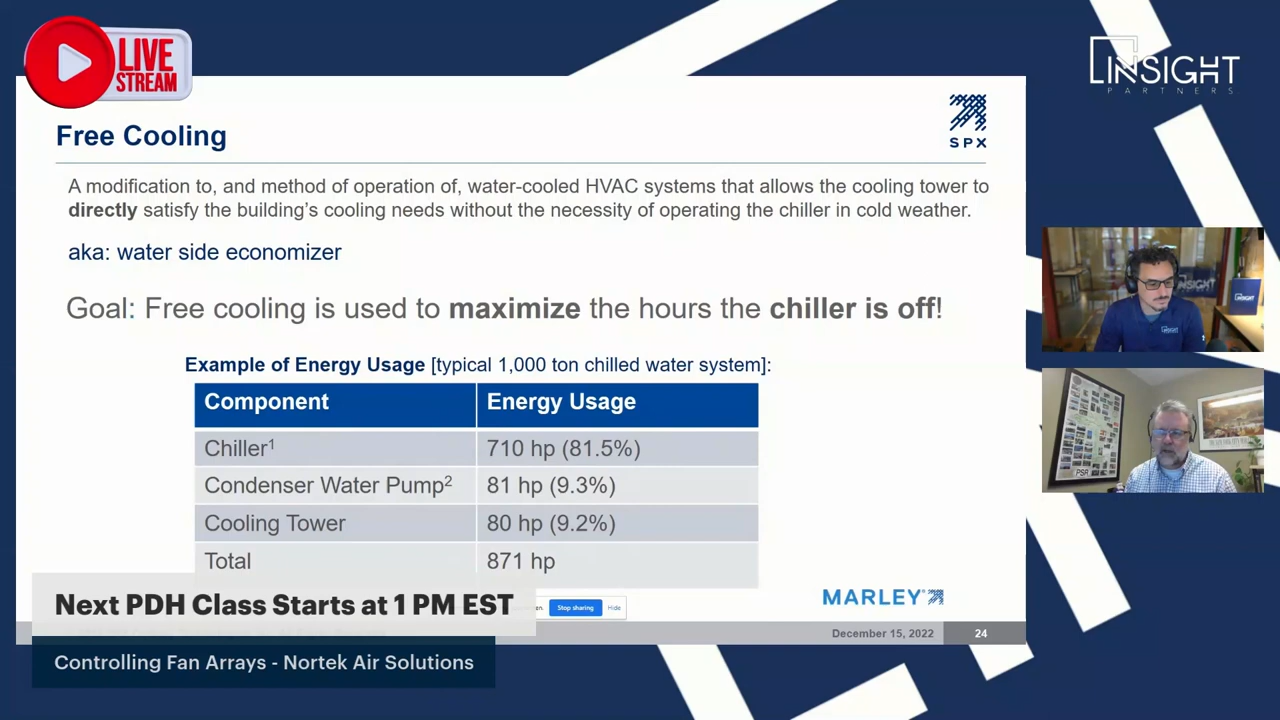 LIVE
STREAM
INSIGHT
PARTNERS
Free Cooling
SPX
A modification to, and method of operation of, water-cooled HVAC systems that allows the cooling tower to
directly satisfy the building's cooling needs without the necessity of operating the chiller in cold weather.
aka: water side economizer
Goal: Free cooling is used to maximize the hours the chiller is off!
Example of Energy Usage [typical 1,000 ton chilled water system]:
Component Energy Usage
Chiller¹ 710 hp (81.5%)
Condenser Water Pump² 81 hp (9.3%)
Cooling Tower 80 hp (9.2%)
Total 871 hp
INSIGHT
PSR
Next PDH Class Starts at 1 PM EST
en. Stop sharing Hide
MARLEY
December 15, 2022 24
Controlling Fan Arrays - Nortek Air Solutions